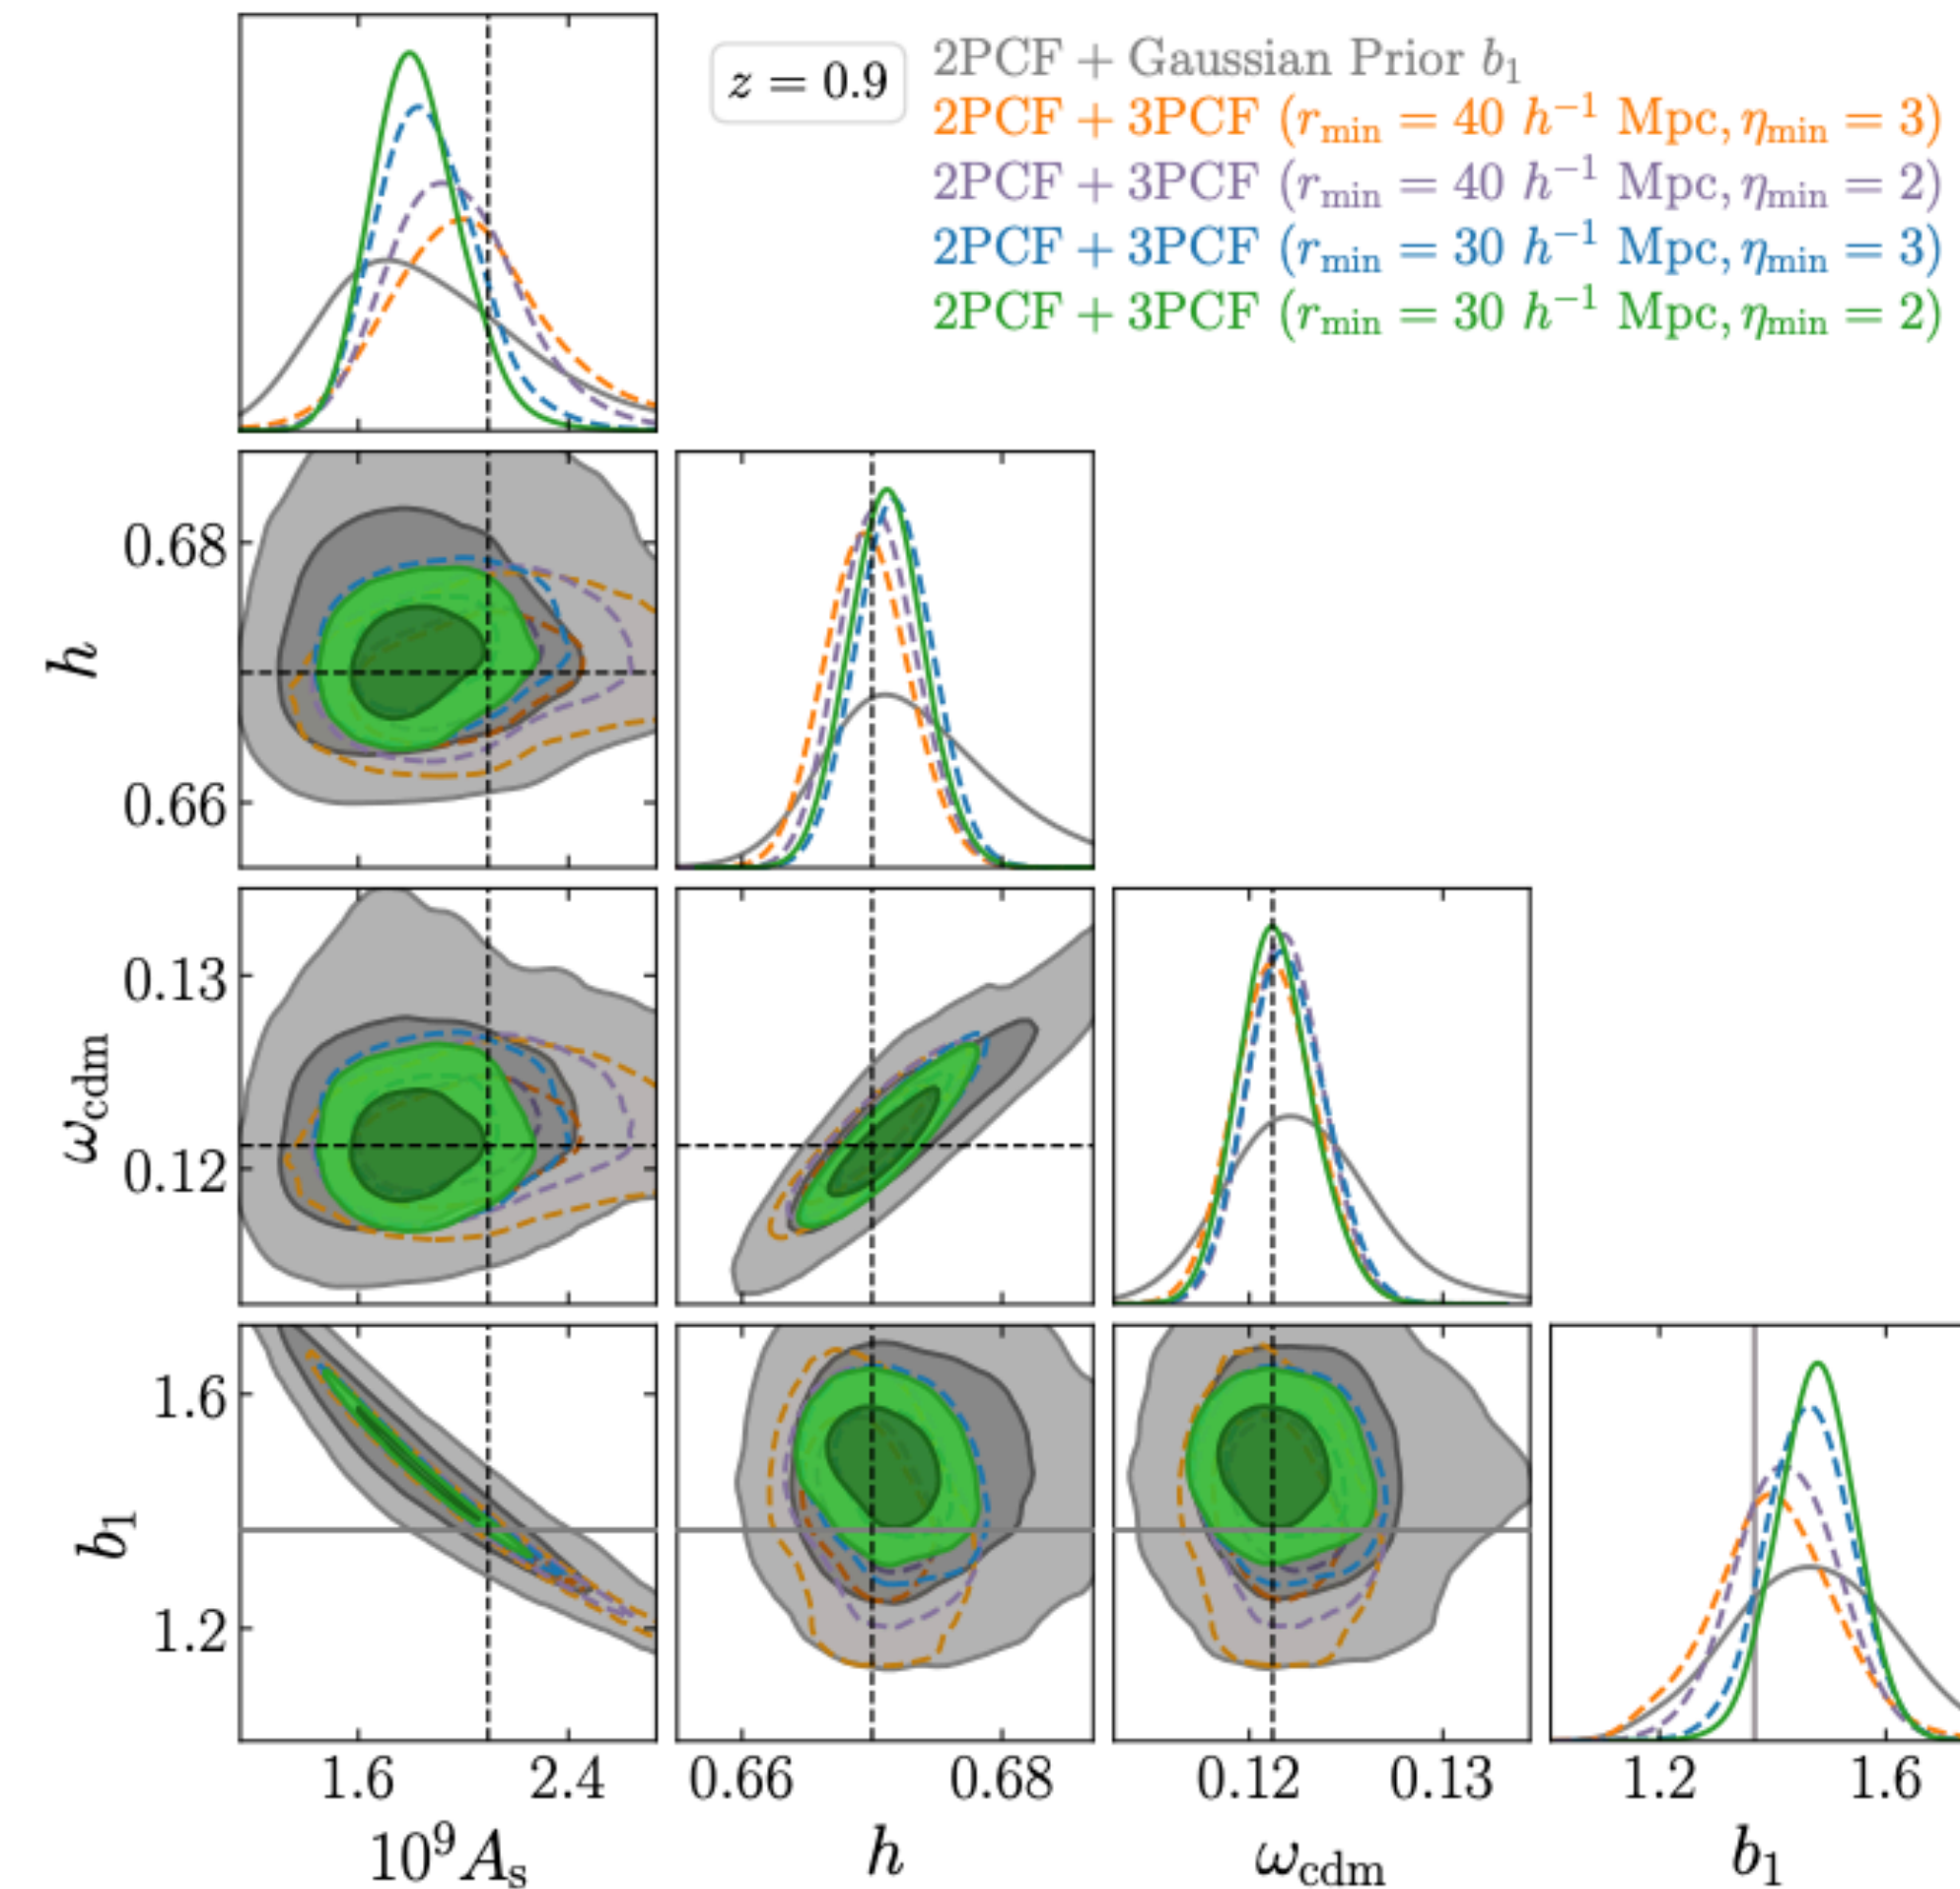 z = 0.9
2PCF + Gaussian Prior b₁
2PCF + 3PCF (r_min = 40 h⁻¹ Mpc, η_min = 3)
2PCF + 3PCF (r_min = 40 h⁻¹ Mpc, η_min = 2)
2PCF + 3PCF (r_min = 30 h⁻¹ Mpc, η_min = 3)
2PCF + 3PCF (r_min = 30 h⁻¹ Mpc, η_min = 2)
0.68
h
0.66
0.13
ω_cdm
0.12
1.6
b₁
1.2
1.6 2.4 0.66 0.68 0.12 0.13 1.2 1.6
10⁹A_s h ω_cdm b₁